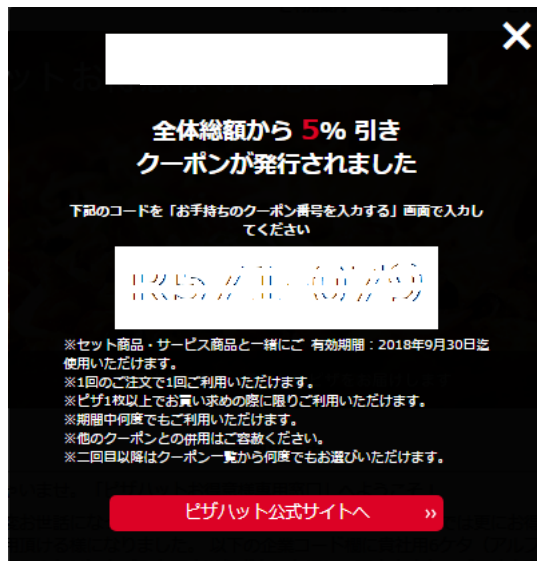 全体総額から 5% 引き
クーポンが発行されました
下記のコードを「お手持ちのクーポン番号を入力する」画面で入力し
てください
※セット商品・サービス商品と一緒にご 有効期間：2018年9月30日迄
使用いただけます。
※1回のご注文で1回ご利用いただけます。
※ピザ1枚以上でお買い求めの際に限りご利用いただけます。
※期間中何度でもご利用いただけます。
※他のクーポンとの併用はご容赦ください。
※二回目以降はクーポン一覧から何度でもお選びいただけます。
ピザハット公式サイトへ »